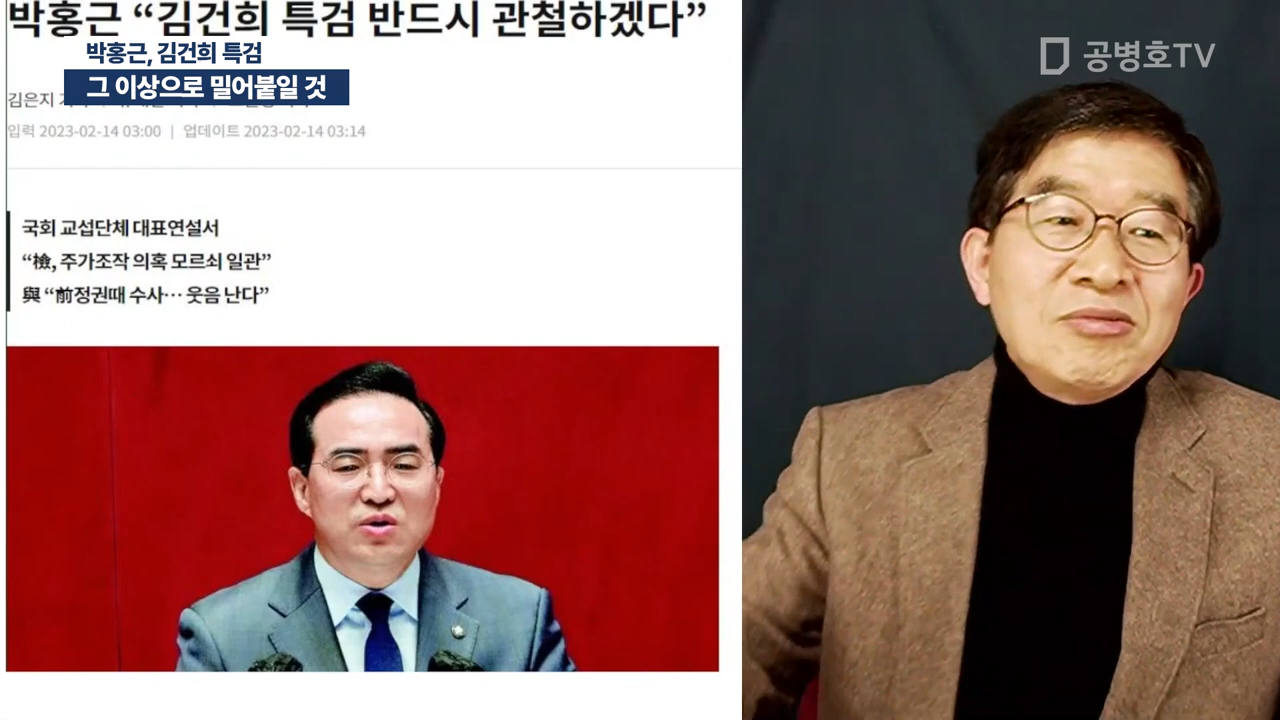 박홍근 “김건희 특검 반드시 관철하겠다”
박홍근, 김건희 특검
그 이상으로 밀어붙일 것
김은지
입력 2023-02-14 03:00 | 업데이트 2023-02-14 03:14
국회 교섭단체 대표연설서
“檢, 주가조작 의혹 모르쇠 일관”
與 “前정권때 수사… 웃음 난다”
공병호TV